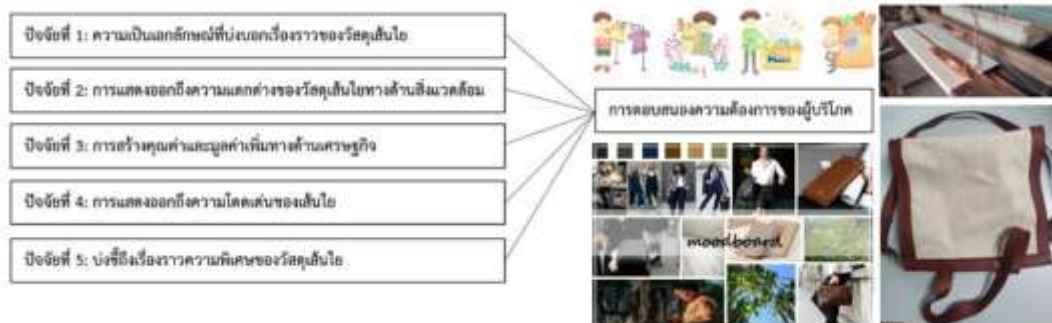 ปัจจัยที่ 1: ความเป็นเอกลักษณ์ที่บ่งบอกเรื่องราวของวัสดุเส้นใย
ปัจจัยที่ 2: การแสดงออกถึงความแตกต่างของวัสดุเส้นใยทางด้านสิ่งแวดล้อม
ปัจจัยที่ 3: การสร้างคุณค่าและมูลค่าเพิ่มทางด้านเศรษฐกิจ
ปัจจัยที่ 4: การแสดงออกถึงความโดดเด่นของเส้นใย
ปัจจัยที่ 5: บ่งชี้ถึงเรื่องราวความพิเศษของวัสดุเส้นใย
การตอบสนองความต้องการของผู้บริโภค
moodboard